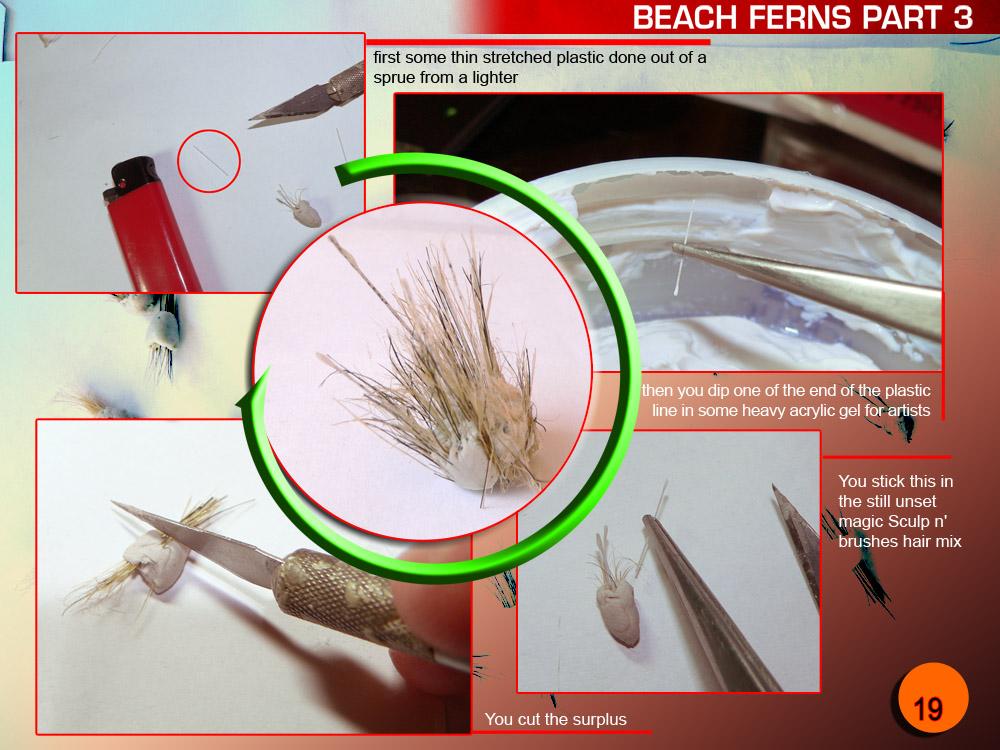 BEACH FERNS PART 3
first some thin stretched plastic done out of a
sprue from a lighter
then you dip one of the end of the plastic
line in some heavy acrylic gel for artists
You stick this in
the still unset
magic Sculp n'
brushes hair mix
You cut the surplus
19